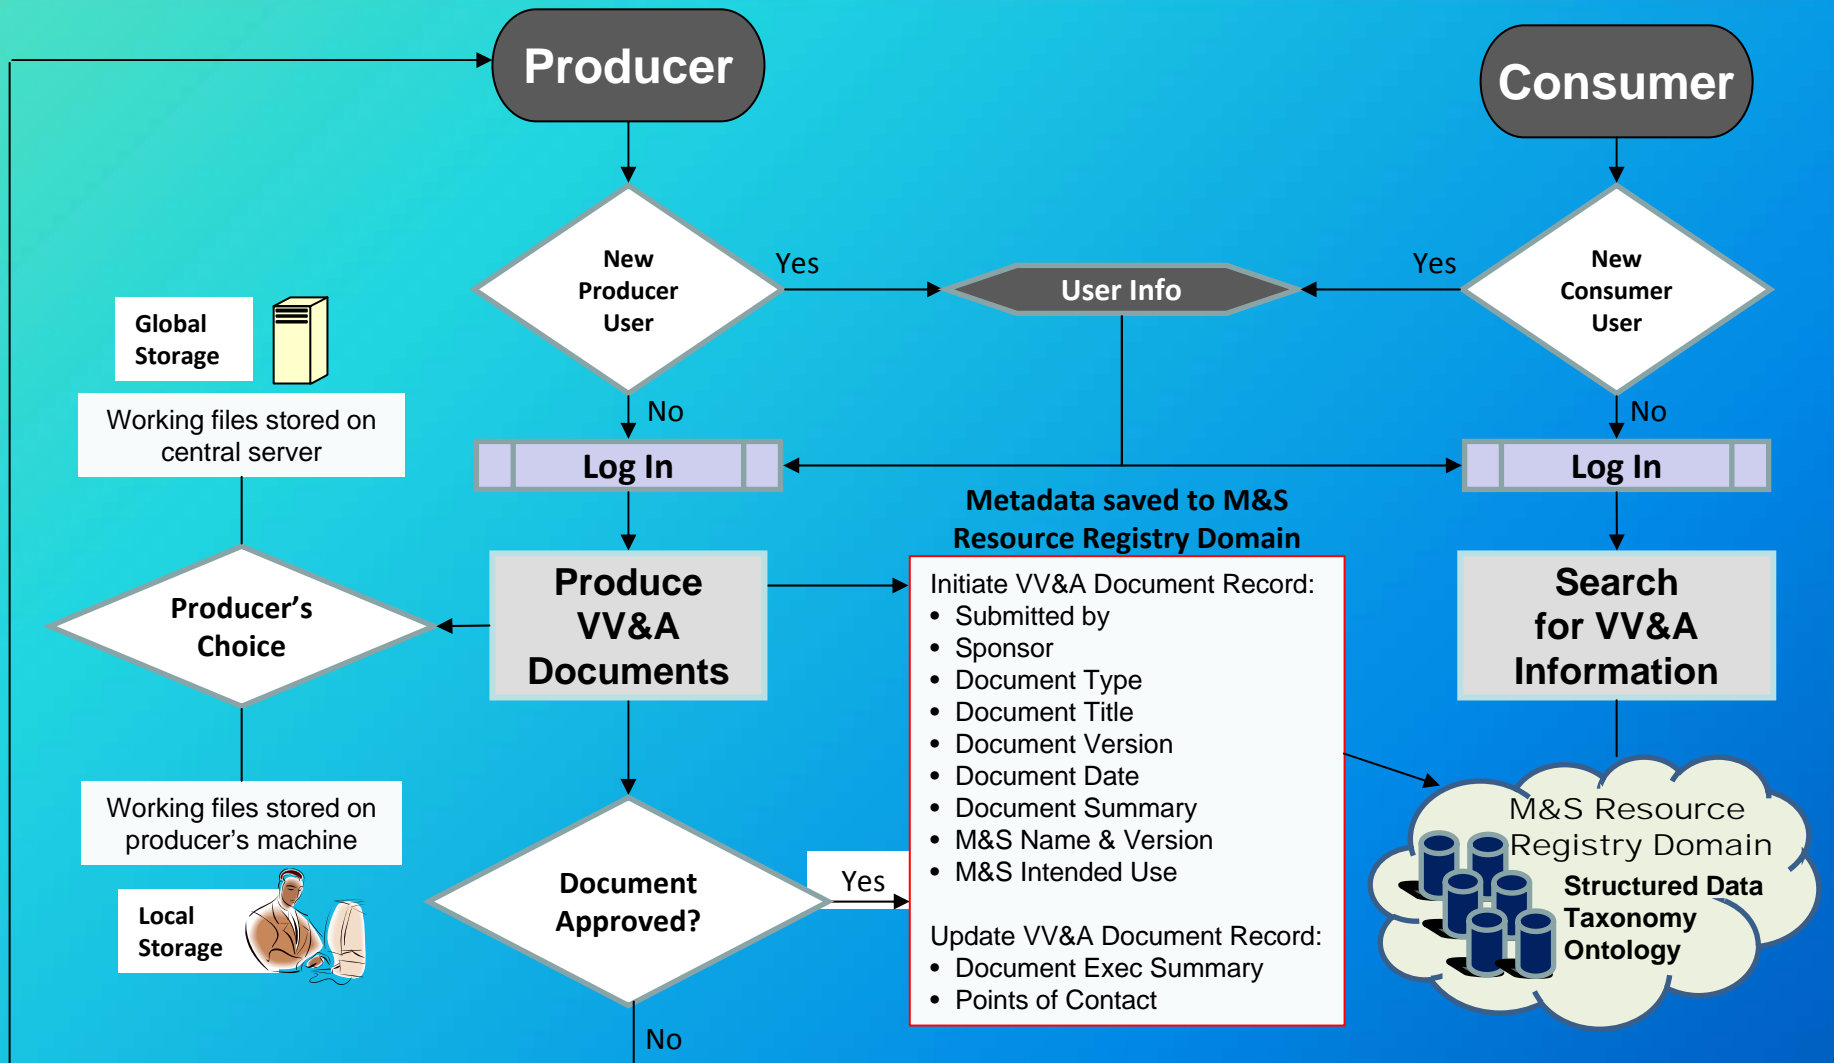 Producer
Consumer
New
Producer
User
Yes
User Info
Yes
New
Consumer
User
Global
Storage
Working files stored on
central server
No
No
Log In
Log In
Metadata saved to M&S
Resource Registry Domain
Producer’s
Choice
Produce
VV&A
Documents
Initiate VV&A Document Record:
• Submitted by
• Sponsor
• Document Type
• Document Title
• Document Version
• Document Date
• Document Summary
• M&S Name & Version
• M&S Intended Use
Update VV&A Document Record:
• Document Exec Summary
• Points of Contact
Search
for VV&A
Information
Working files stored on
producer’s machine
Local
Storage
Document
Approved?
Yes
No
M&S Resource
Registry Domain
Structured Data
Taxonomy
Ontology